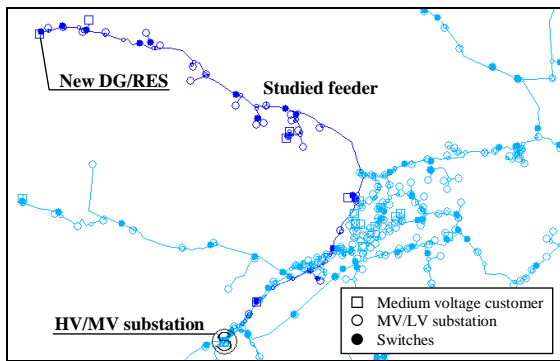 New DG/RES
Studied feeder
HV/MV substation
Medium voltage customer
MV/LV substation
Switches